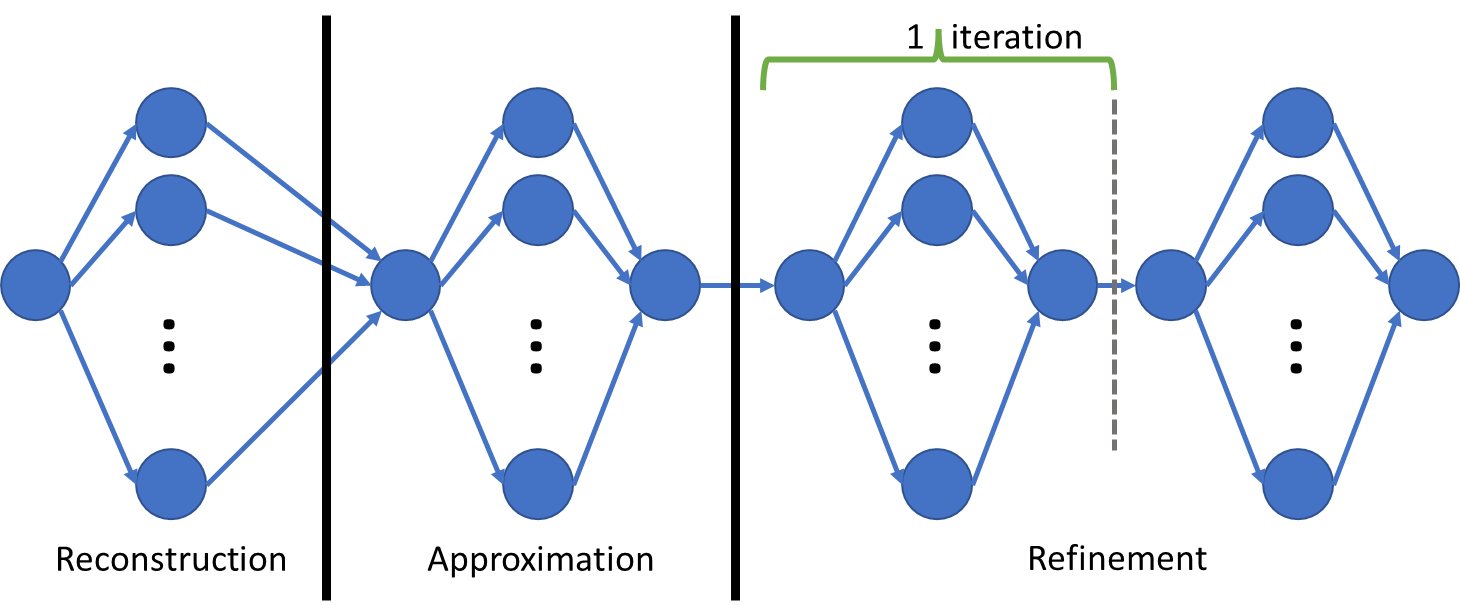 1 iteration
Reconstruction
Approximation
Refinement